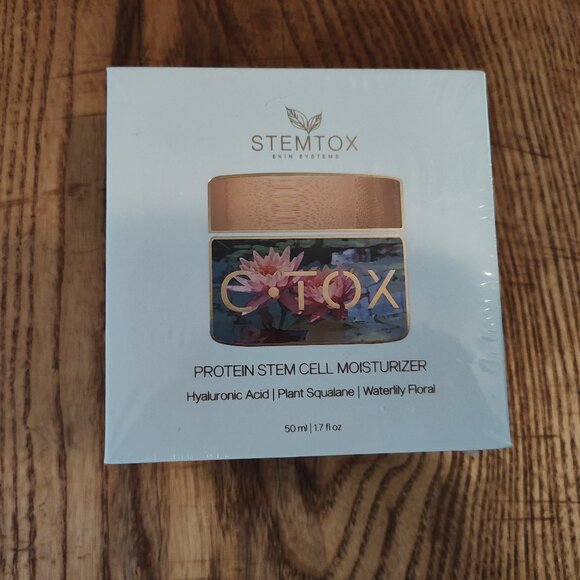 STEMTOX
SKIN SYSTEMS
C•TOX
PROTEIN STEM CELL MOISTURIZER
Hyaluronic Acid | Plant Squalane | Waterlily Floral
50 ml | 1.7 fl oz